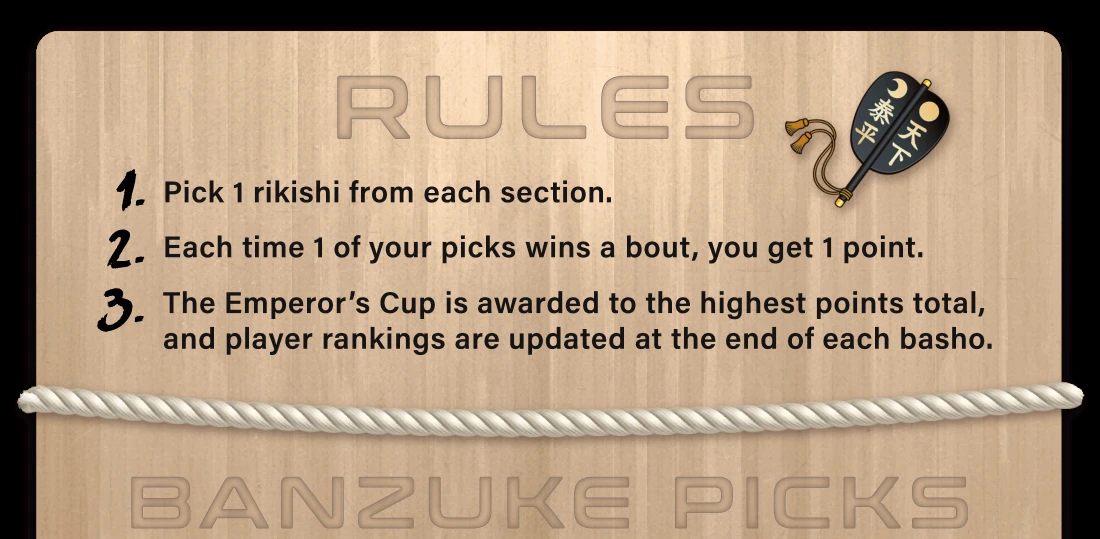 RULES
天下
泰平
1. Pick 1 rikishi from each section.
2. Each time 1 of your picks wins a bout, you get 1 point.
3. The Emperor’s Cup is awarded to the highest points total,
and player rankings are updated at the end of each basho.
BANZUKE PICKS